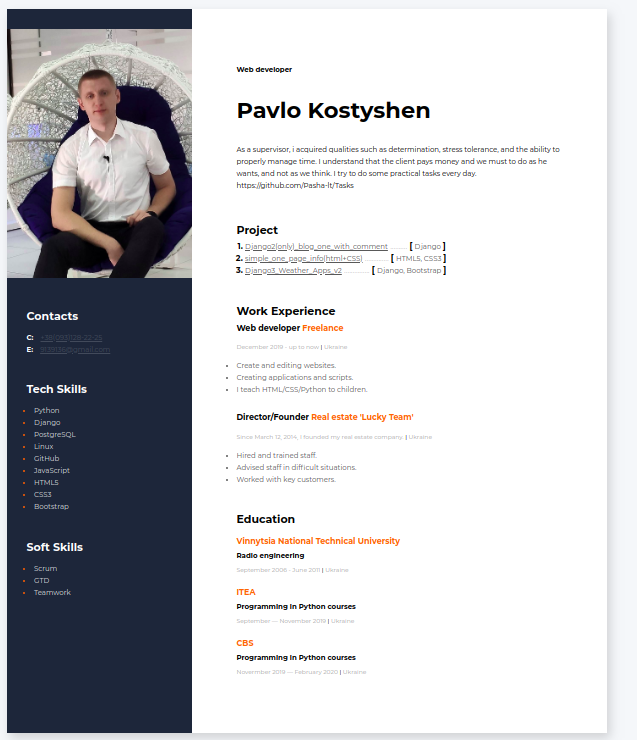 Web developer
Pavlo Kostyshen
As a supervisor, i acquired qualities such as determination, stress tolerance, and the ability to
properly manage time. I understand that the client pays money and we must to do as he
wants, and not as we think. I try to do some practical tasks every day.
https://github.com/Pasha-It/Tasks
Project
1. Django2(only)_blog_one_with_comment .......... [ Django ]
2. simple_one_page_info(html+CSS) .............. [ HTML5, CSS3 ]
3. Django3_Weather_Apps_v2 .............. [ Django, Bootstrap ]
Work Experience
Web developer Freelance
December 2019 - up to now | Ukraine
Create and editing websites.
Creating applications and scripts.
I teach HTML/CSS/Python to children.
Director/Founder Real estate 'Lucky Team'
Since March 12, 2014, I founded my real estate company. | Ukraine
Hired and trained staff.
Advised staff in difficult situations.
Worked with key customers.
Education
Vinnytsia National Technical University
Radio engineering
September 2006 - June 2011 | Ukraine
ITEA
Programming in Python courses
September — November 2019 | Ukraine
CBS
Programming in Python courses
Novermber 2019 — February 2020 | Ukraine
Contacts
C:
E:
Tech Skills
Python
Django
PostgreSQL
Linux
GitHub
JavaScript
HTML5
CSS3
Bootstrap
Soft Skills
Scrum
GTD
Teamwork